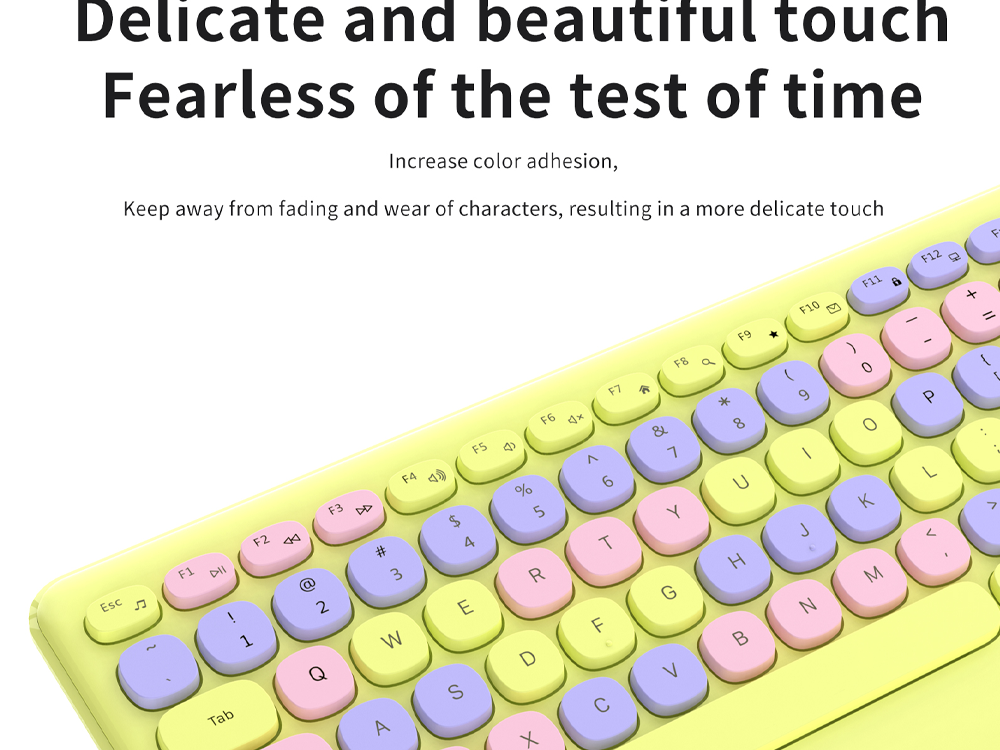 Delicate and beautiful touch
Fearless of the test of time
Increase color adhesion,
Keep away from fading and wear of characters, resulting in a more delicate touch
Esc F1 F2 F3 F4 F5 F6 F7 F8 F9 F10 F11 F12
~ ! @ # $ % ^ & * ( ) — +
` 1 2 3 4 5 6 7 8 9 0 - =
Tab Q W E R T Y U I O P {
A S D F G H J K L : ;
X C V B N M < , >